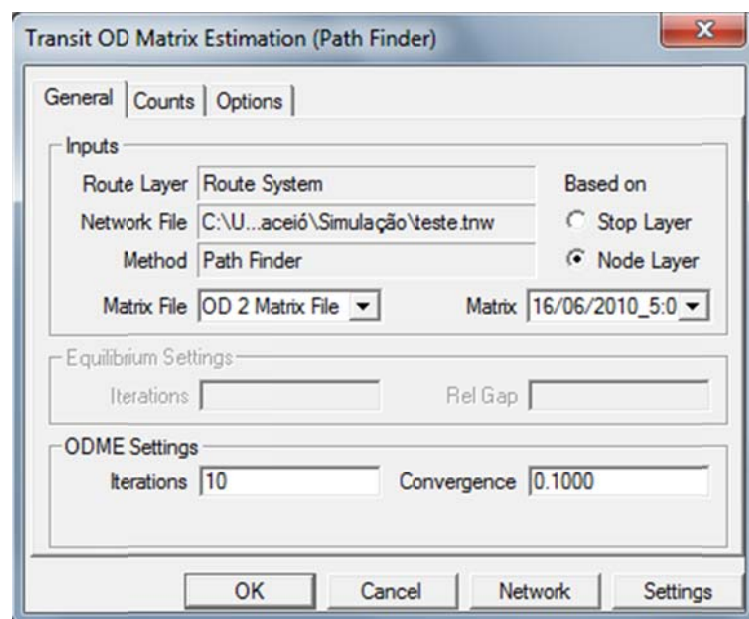 Transit OD Matrix Estimation (Path Finder)
General Counts Options
Inputs
Route Layer Route System Based on
Network File C:\U...aceió\Simulação\teste.tnw Stop Layer
Method Path Finder Node Layer
Matrix File OD 2 Matrix File Matrix 16/06/2010_5:0
Equilibrium Settings
Iterations Rel Gap
ODME Settings
Iterations 10 Convergence 0.1000
OK Cancel Network Settings